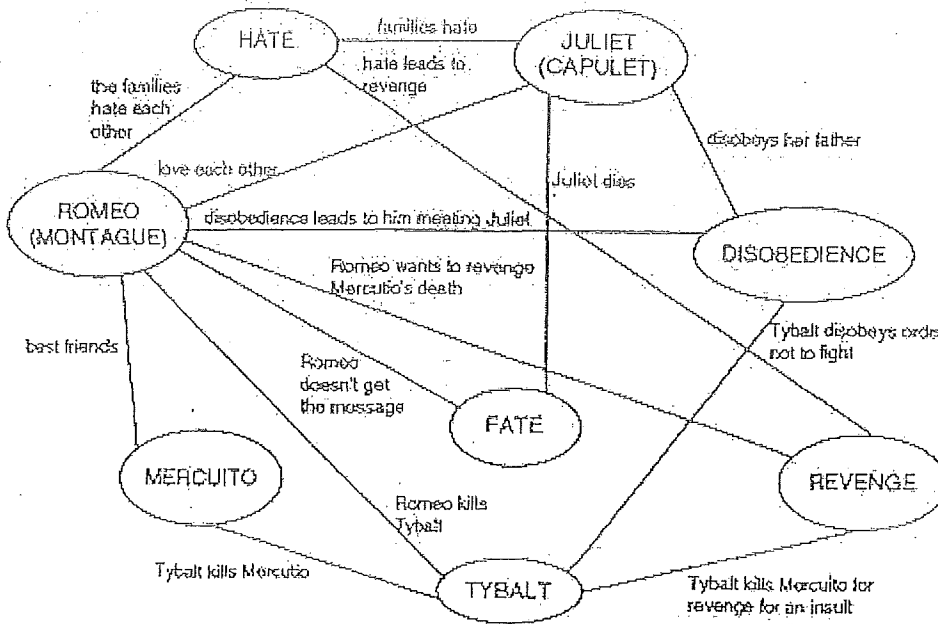 HATE
families hate
JULIET
(CAPULET)
hate leads to
revenge
the families
hate each
other
disobeys her father
love each other
Juliet dies
ROMEO
(MONTAGUE)
disobedience leads to him meeting Juliet
DISOBEDIENCE
Romeo wants to revenge
Mercutio's death
best friends
Tybalt disobeys orde
not to fight
Romeo
doesn't get
the message
FATE
MERCUITO
REVENGE
Romeo kills
Tybalt
Tybalt kills Mercutio
TYBALT
Tybalt kills Mercuito for
revenge for an insult